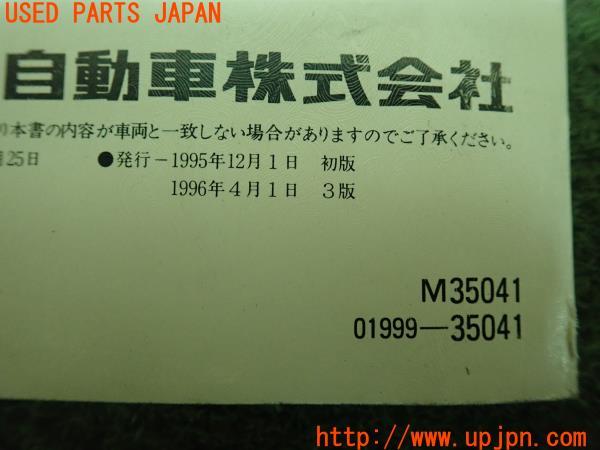 USED PARTS JAPAN
自動車株式会社
り本書の内容が車両と一致しない場合がありますのでご了承ください。
月25日 ●発行－1995年12月1日 初版
1996年4月1日 3版
M35041
01999―35041
http://www.upjpn.com/